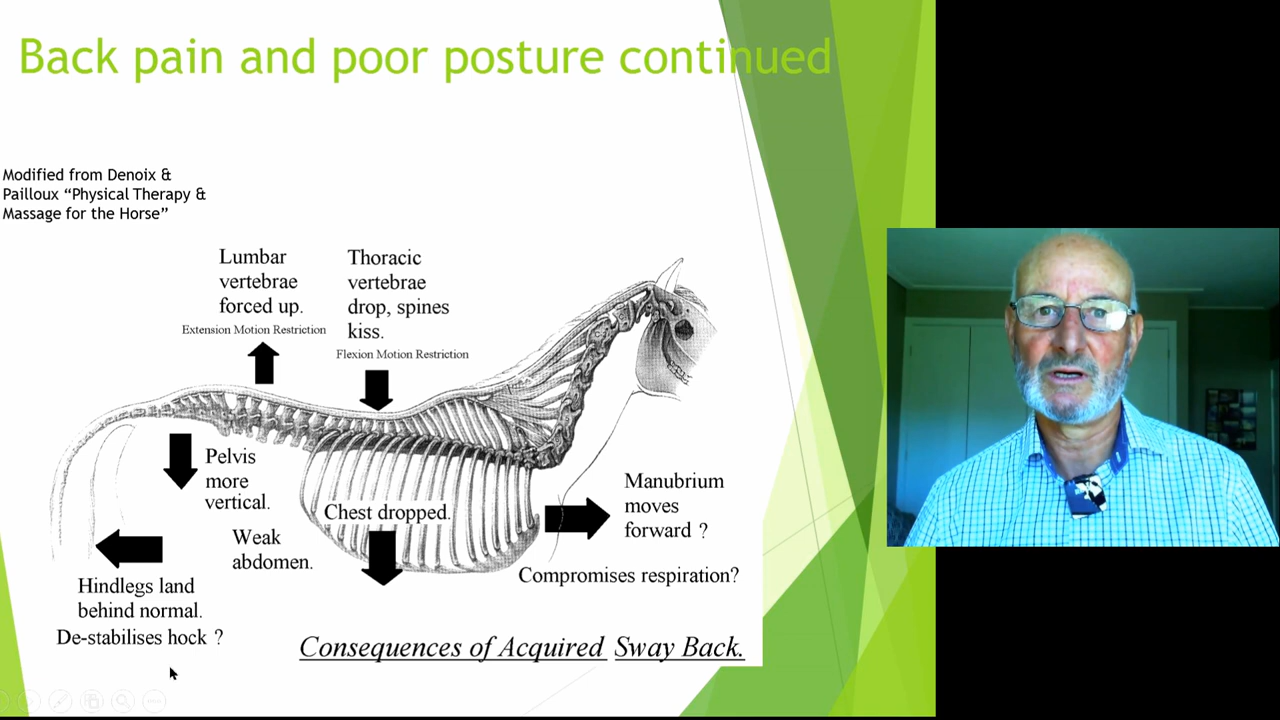 Back pain and poor posture continued
Modified from Denoix &
Pailloux “Physical Therapy &
Massage for the Horse”
Lumbar
vertebrae
forced up.
Extension Motion Restriction
Thoracic
vertebrae
drop, spines
kiss.
Flexion Motion Restriction
Pelvis
more
vertical.
Weak
abdomen.
Chest dropped.
Manubrium
moves
forward ?
Compromises respiration?
Hindlegs land
behind normal.
De-stabilises hock ?
Consequences of Acquired Sway Back.